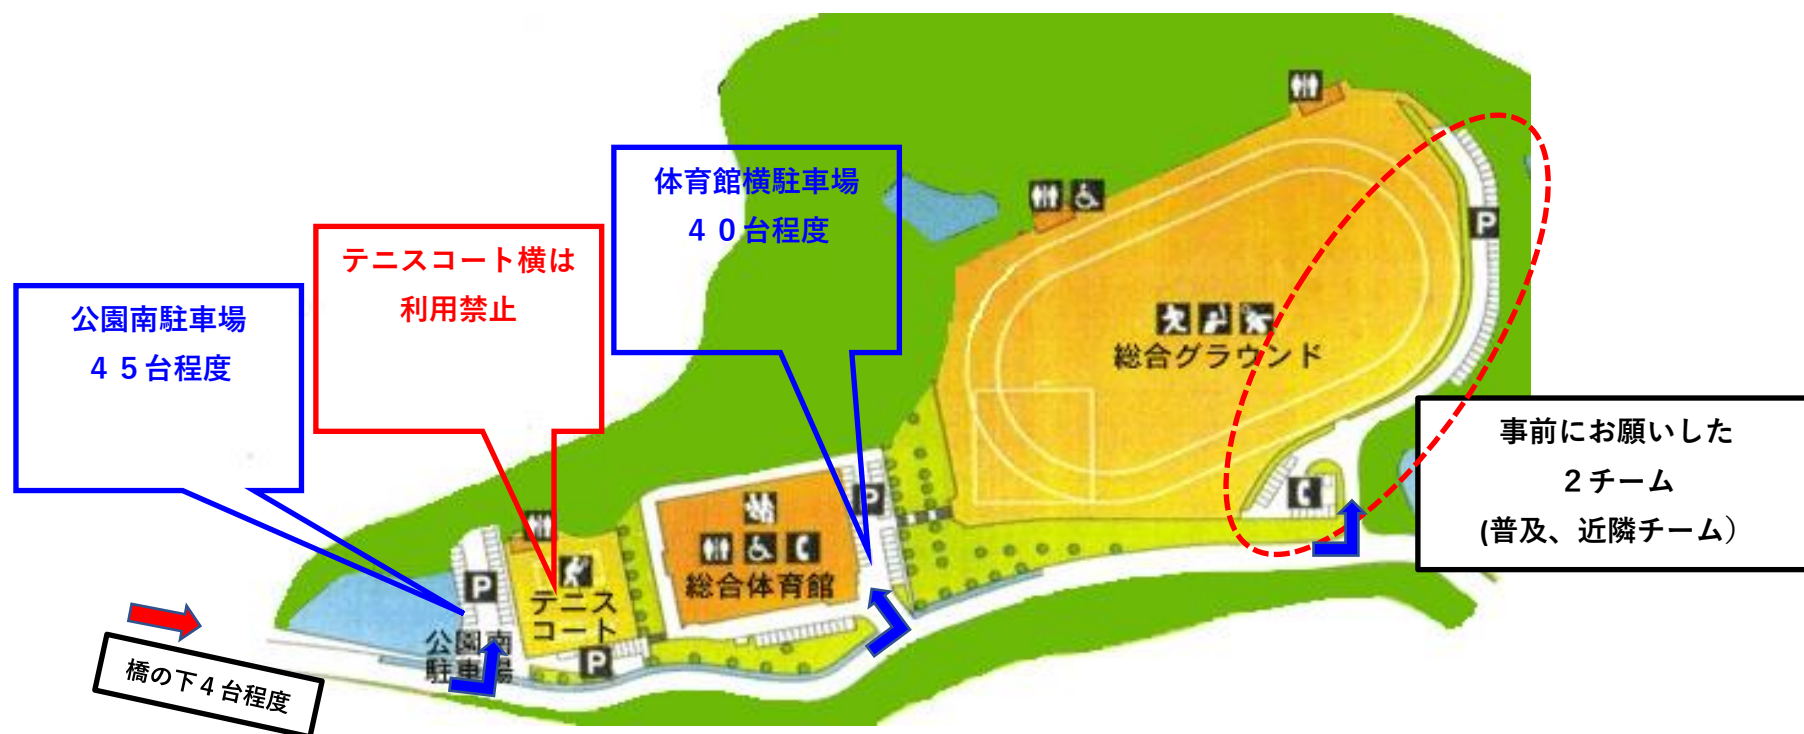 体育館横駐車場
４０台程度
テニスコート横は
利用禁止
公園南駐車場
４５台程度
P
総合グラウンド
事前にお願いした
２チーム
(普及、近隣チーム）
P
総合体育館
P
テニス
コート
公園南
駐車場
P
橋の下４台程度